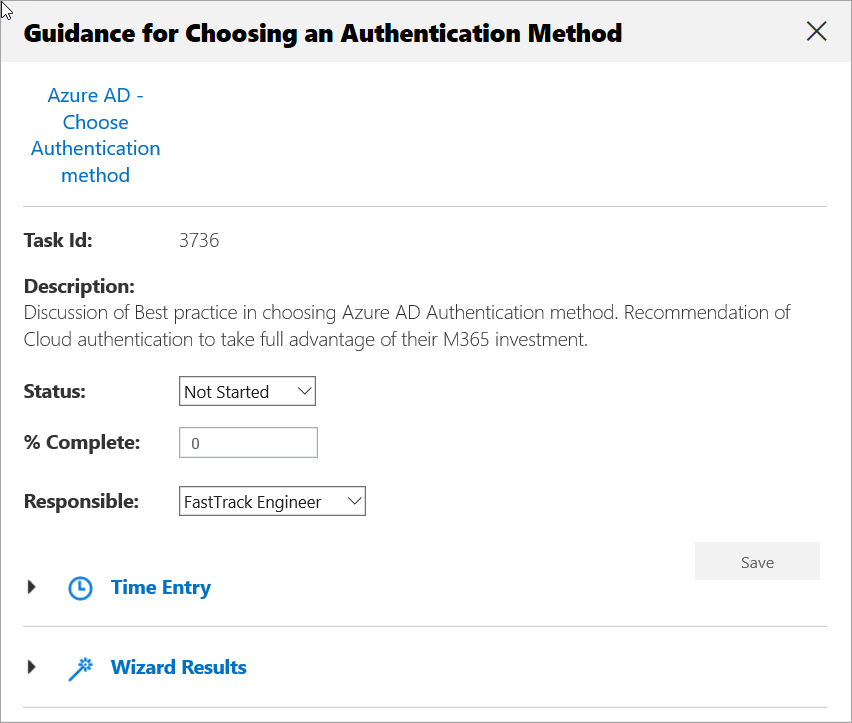 Guidance for Choosing an Authentication Method
Azure AD -
Choose
Authentication
method
Task Id: 3736
Description:
Discussion of Best practice in choosing Azure AD Authentication method. Recommendation of
Cloud authentication to take full advantage of their M365 investment.
Status: Not Started
% Complete: 0
Responsible: FastTrack Engineer
Save
Time Entry
Wizard Results